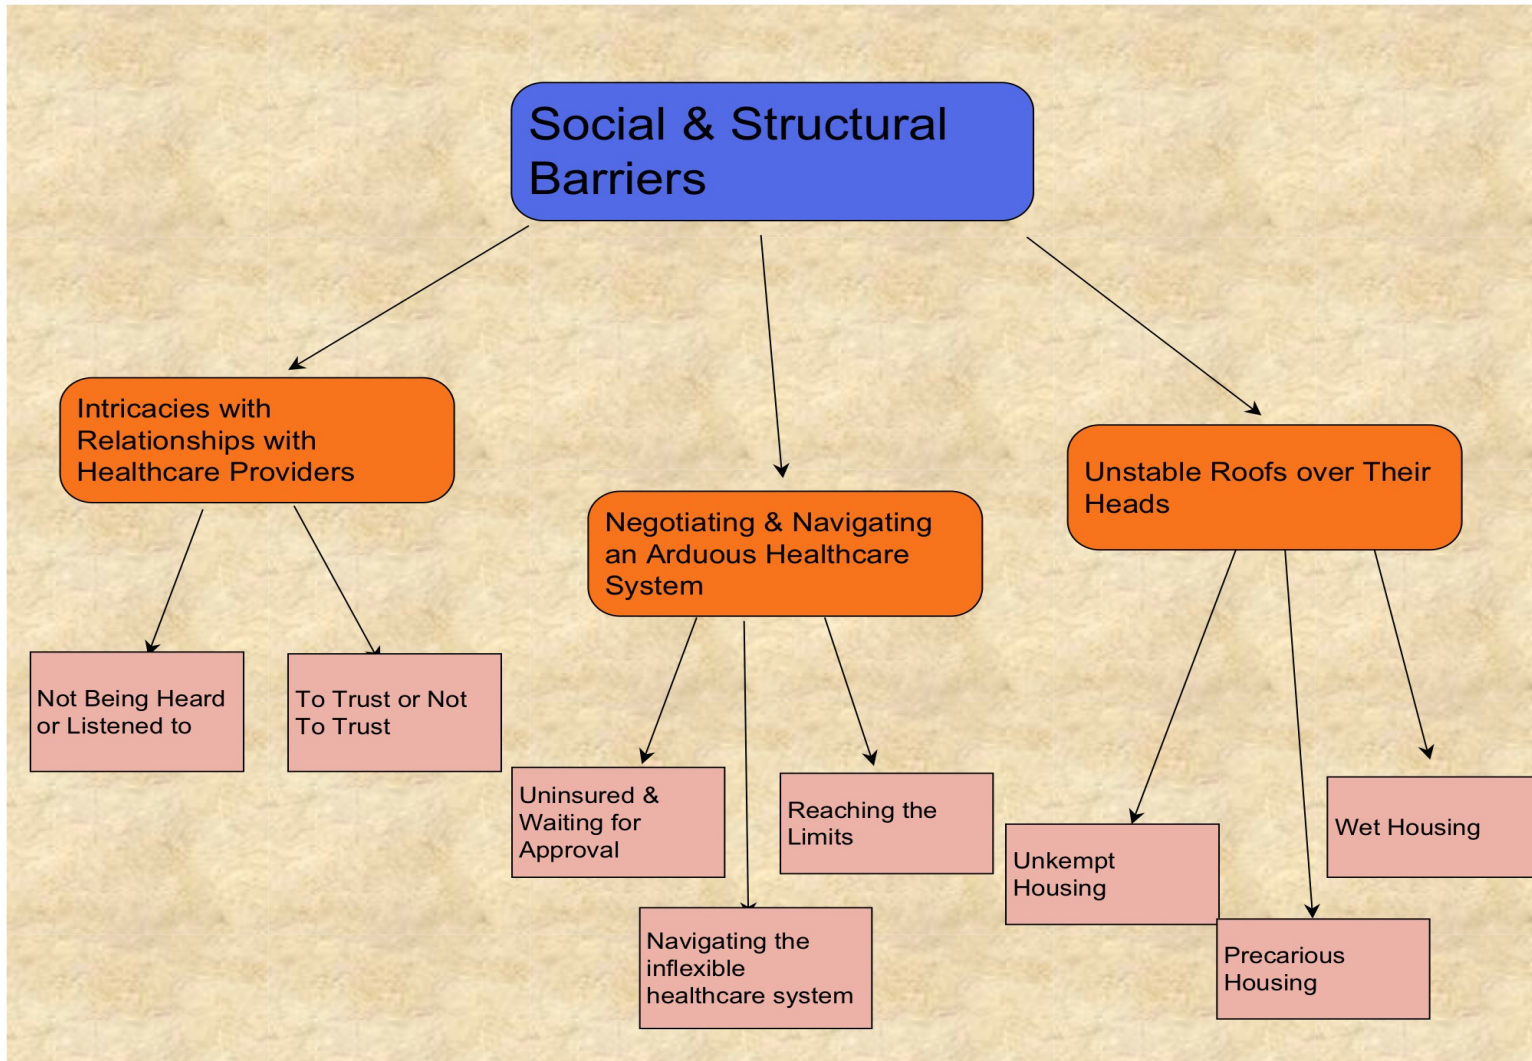 Social & Structural
Barriers
Intricacies with
Relationships with
Healthcare Providers
Negotiating & Navigating
an Arduous Healthcare
System
Unstable Roofs over Their
Heads
Not Being Heard
or Listened to
To Trust or Not
To Trust
Uninsured &
Waiting for
Approval
Navigating the
inflexible
healthcare system
Reaching the
Limits
Unkempt
Housing
Precarious
Housing
Wet Housing